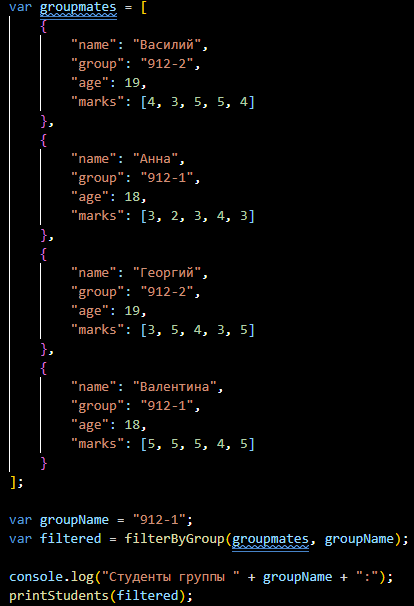 var groupmates = [
    {
        "name": "Василий",
        "group": "912-2",
        "age": 19,
        "marks": [4, 3, 5, 5, 4]
    },
    {
        "name": "Анна",
        "group": "912-1",
        "age": 18,
        "marks": [3, 2, 3, 4, 3]
    },
    {
        "name": "Георгий",
        "group": "912-2",
        "age": 19,
        "marks": [3, 5, 4, 3, 5]
    },
    {
        "name": "Валентина",
        "group": "912-1",
        "age": 18,
        "marks": [5, 5, 5, 4, 5]
    }
];

var groupName = "912-1";
var filtered = filterByGroup(groupmates, groupName);

console.log("Студенты группы " + groupName + ":");
printStudents(filtered);